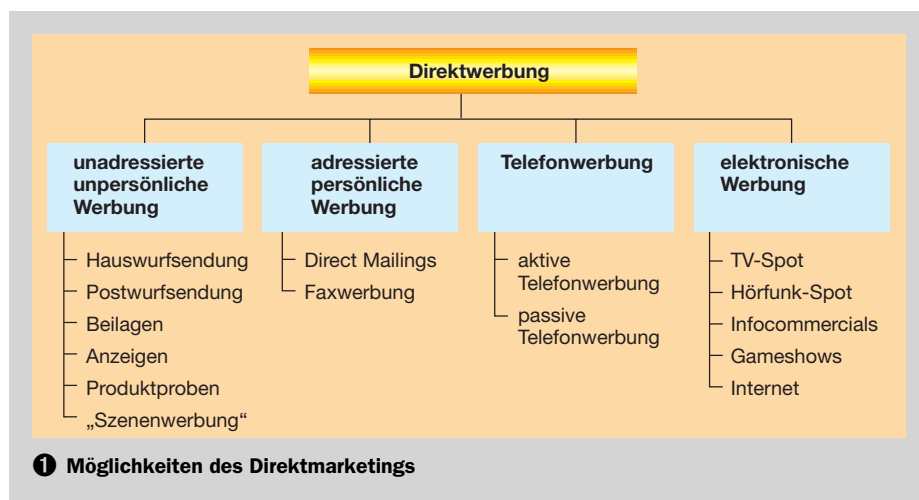 Direktwerbung
unadressierte
unpersönliche
Werbung
Hauswurfsendung
Postwurfsendung
Beilagen
Anzeigen
Produktproben
„Szenenwerbung“
adressierte
persönliche
Werbung
Direct Mailings
Faxwerbung
Telefonwerbung
aktive
Telefonwerbung
passive
Telefonwerbung
elektronische
Werbung
TV-Spot
Hörfunk-Spot
Infocommercials
Gameshows
Internet
❶ Möglichkeiten des Direktmarketings